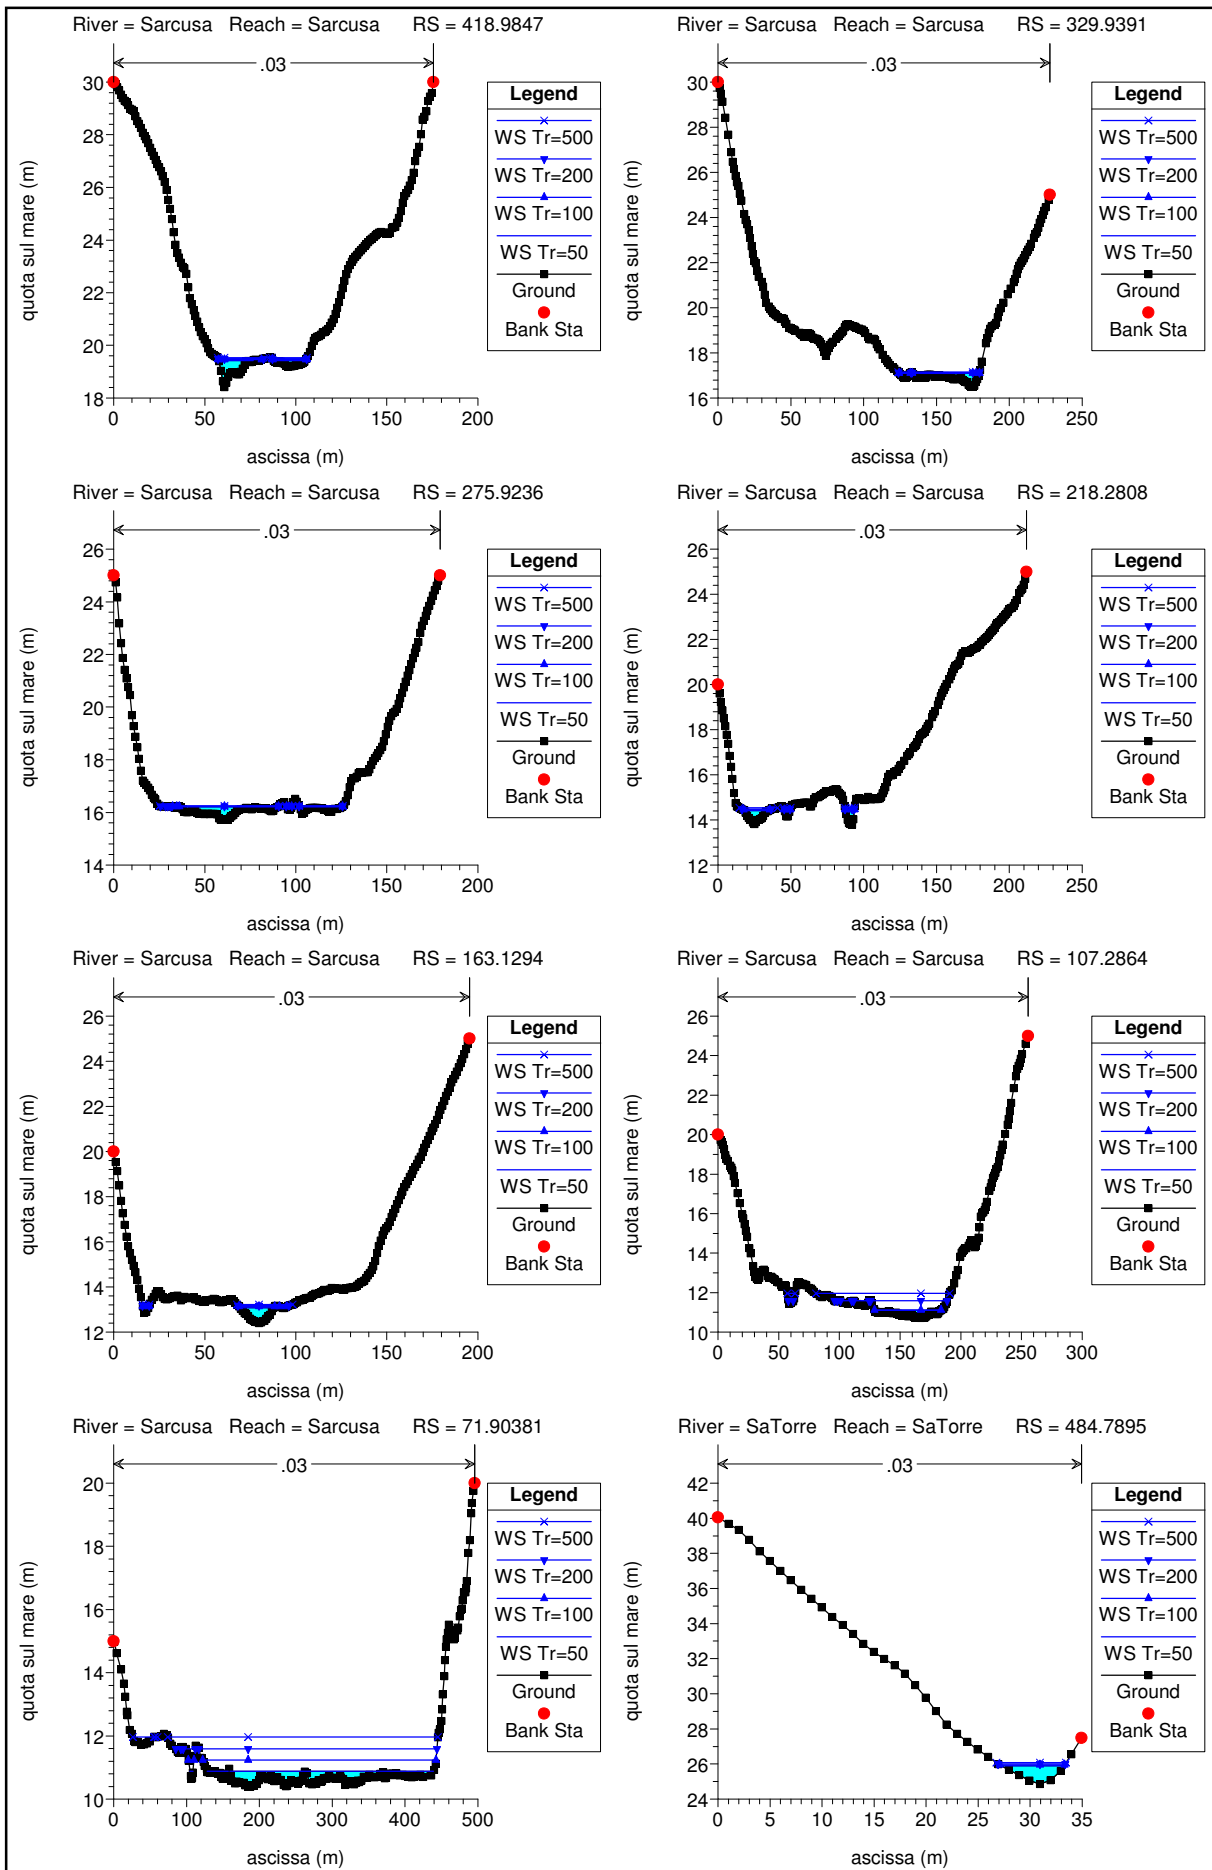 River = Sarcusa Reach = Sarcusa RS = 418.9847
.03
quota sul mare (m)
30
28
26
24
22
20
18
0 50 100 150 200
ascissa (m)
Legend
WS Tr=500
WS Tr=200
WS Tr=100
WS Tr=50
Ground
Bank Sta
River = Sarcusa Reach = Sarcusa RS = 329.9391
.03
quota sul mare (m)
30
28
26
24
22
20
18
16
0 50 100 150 200 250
ascissa (m)
Legend
WS Tr=500
WS Tr=200
WS Tr=100
WS Tr=50
Ground
Bank Sta
River = Sarcusa Reach = Sarcusa RS = 275.9236
.03
quota sul mare (m)
26
24
22
20
18
16
14
0 50 100 150 200
ascissa (m)
Legend
WS Tr=500
WS Tr=200
WS Tr=100
WS Tr=50
Ground
Bank Sta
River = Sarcusa Reach = Sarcusa RS = 218.2808
.03
quota sul mare (m)
26
24
22
20
18
16
14
12
0 50 100 150 200 250
ascissa (m)
Legend
WS Tr=500
WS Tr=200
WS Tr=100
WS Tr=50
Ground
Bank Sta
River = Sarcusa Reach = Sarcusa RS = 163.1294
.03
quota sul mare (m)
26
24
22
20
18
16
14
12
0 50 100 150 200
ascissa (m)
Legend
WS Tr=500
WS Tr=200
WS Tr=100
WS Tr=50
Ground
Bank Sta
River = Sarcusa Reach = Sarcusa RS = 107.2864
.03
quota sul mare (m)
26
24
22
20
18
16
14
12
10
0 50 100 150 200 250 300
ascissa (m)
Legend
WS Tr=500
WS Tr=200
WS Tr=100
WS Tr=50
Ground
Bank Sta
River = Sarcusa Reach = Sarcusa RS = 71.90381
.03
quota sul mare (m)
20
18
16
14
12
10
0 100 200 300 400 500
ascissa (m)
Legend
WS Tr=500
WS Tr=200
WS Tr=100
WS Tr=50
Ground
Bank Sta
River = SaTorre Reach = SaTorre RS = 484.7895
.03
quota sul mare (m)
42
40
38
36
34
32
30
28
26
24
0 5 10 15 20 25 30 35
ascissa (m)
Legend
WS Tr=500
WS Tr=200
WS Tr=100
WS Tr=50
Ground
Bank Sta